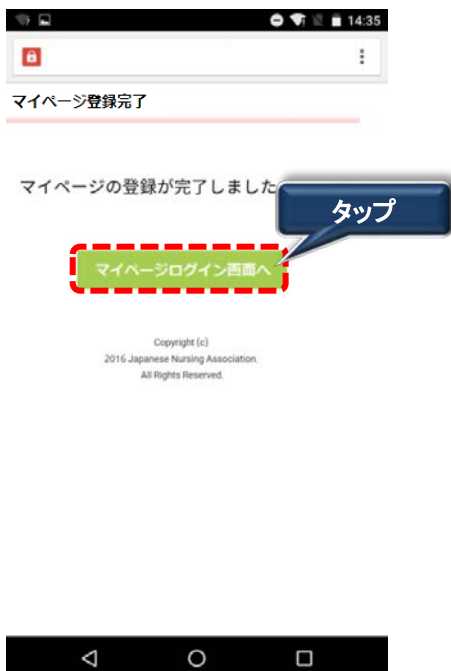 14:35
マイページ登録完了
マイページの登録が完了しました
タップ
マイページログイン画面へ
Copyright (c)
2016 Japanese Nursing Association.
All Rights Reserved.